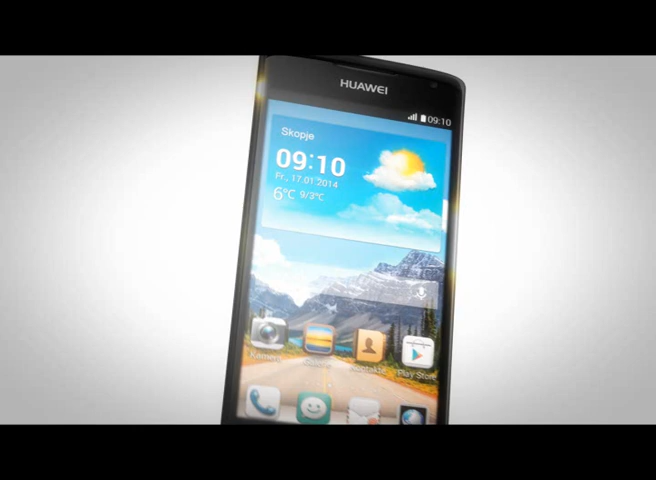 HUAWEI
09:10
Skopje
09:10
Fr., 17.01.2014
6°C 9/3°C
Kamera
Kontakte
Play Store